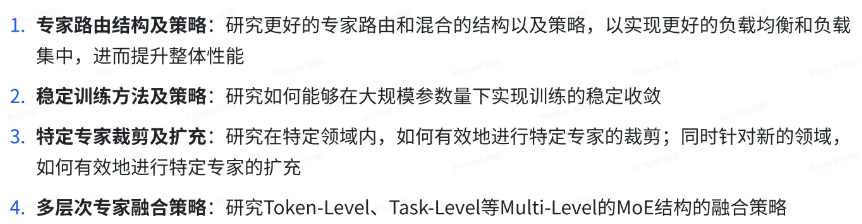 1. 专家路由结构及策略：研究更好的专家路由和混合的结构以及策略，以实现更好的负载均衡和负载
集中，进而提升整体性能
2. 稳定训练方法及策略：研究如何能够在大规模参数量下实现训练的稳定收敛
3. 特定专家裁剪及扩充：研究在特定领域内，如何有效地进行特定专家的裁剪；同时针对新的领域，
如何有效地进行特定专家的扩充
4. 多层次专家融合策略：研究Token-Level、Task-Level等Multi-Level的MoE结构的融合策略